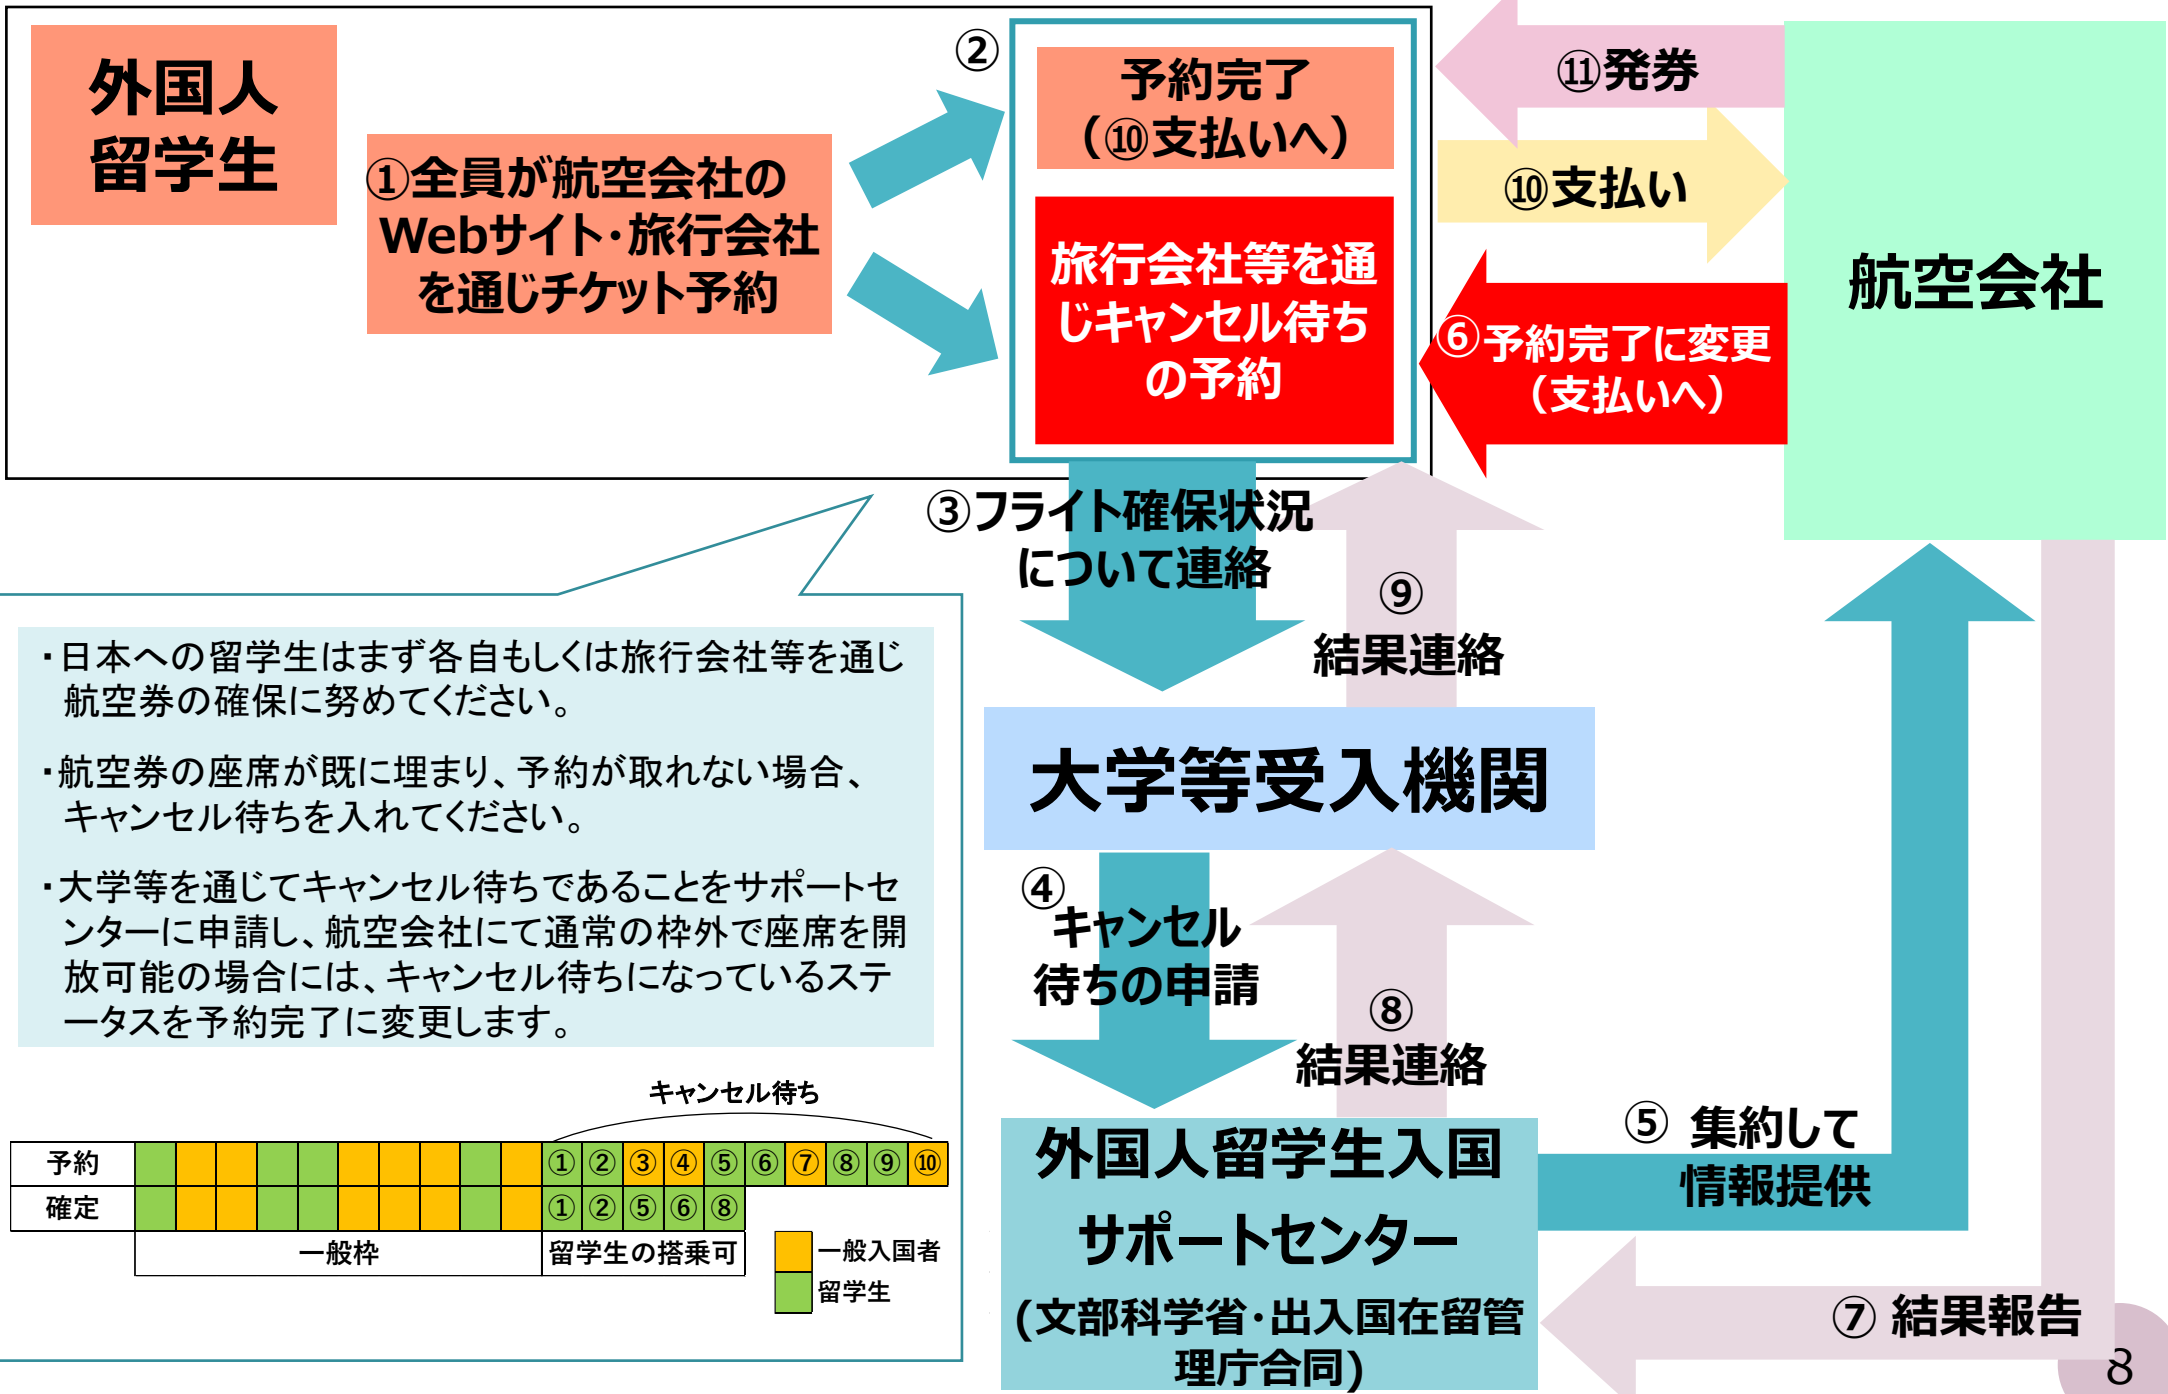 外国人
留学生
①全員が航空会社の
Webサイト・旅行会社
を通じチケット予約
②
予約完了
（⑩支払いへ）
旅行会社等を通
じキャンセル待ち
の予約
⑪発券
⑩支払い
⑥予約完了に変更
（支払いへ）
航空会社
③フライト確保状況
について連絡
⑨
結果連絡
・日本への留学生はまず各自もしくは旅行会社等を通じ
航空券の確保に努めてください。
・航空券の座席が既に埋まり、予約が取れない場合、
キャンセル待ちを入れてください。
・大学等を通じてキャンセル待ちであることをサポートセ
ンターに申請し、航空会社にて通常の枠外で座席を開
放可能の場合には、キャンセル待ちになっているステ
ータスを予約完了に変更します。
大学等受入機関
④
キャンセル
待ちの申請
⑧
結果連絡
キャンセル待ち
予約 ① ② ③ ④ ⑤ ⑥ ⑦ ⑧ ⑨ ⑩
確定 ① ② ⑤ ⑥ ⑧
一般枠 留学生の搭乗可
一般入国者
留学生
外国人留学生入国
サポートセンター
(文部科学省・出入国在留管
理庁合同)
⑤ 集約して
情報提供
⑦ 結果報告
8